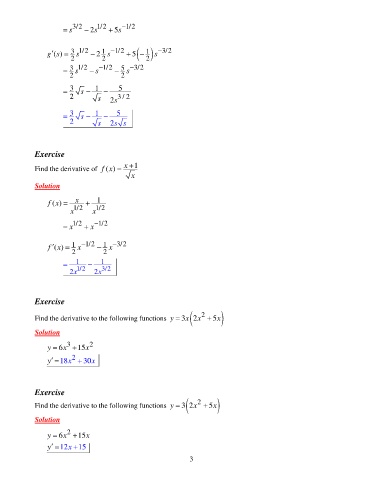 = s^{3/2} − 2s^{1/2} + 5s^{−1/2}
g'(s) = \frac{3}{2} s^{1/2} − 2\frac{1}{2} s^{−1/2} + 5\left(−\frac{1}{2}\right) s^{−3/2}
= \frac{3}{2} s^{1/2} − s^{−1/2} − \frac{5}{2} s^{−3/2}
= \frac{3}{2} \sqrt{s} − \frac{1}{\sqrt{s}} − \frac{5}{2s^{3/2}}
= \frac{3}{2} \sqrt{s} − \frac{1}{\sqrt{s}} − \frac{5}{2s\sqrt{s}}
Exercise
Find the derivative of f(x) = \frac{x+1}{\sqrt{x}}
Solution
f(x) = \frac{x}{x^{1/2}} + \frac{1}{x^{1/2}}
= x^{1/2} + x^{−1/2}
f'(x) = \frac{1}{2} x^{−1/2} − \frac{1}{2} x^{−3/2}
= \frac{1}{2x^{1/2}} − \frac{1}{2x^{3/2}}
Exercise
Find the derivative to the following functions y = 3x(2x^2 + 5x)
Solution
y = 6x^3 + 15x^2
y' = 18x^2 + 30x
Exercise
Find the derivative to the following functions y = 3(2x^2 + 5x)
Solution
y = 6x^2 + 15x
y' = 12x + 15
3